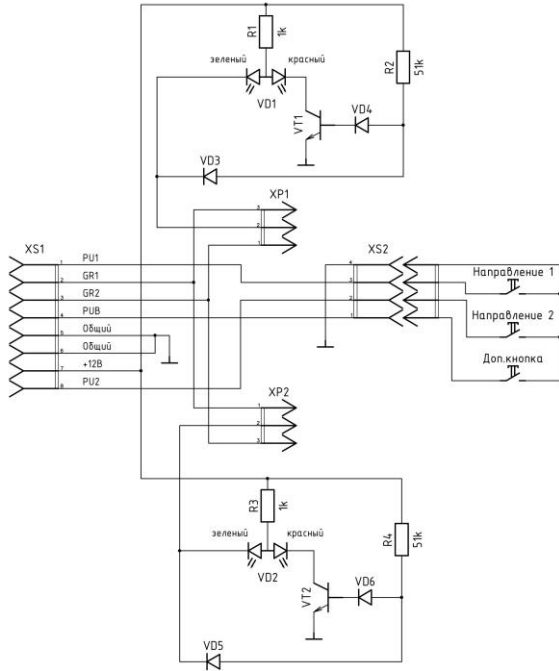 R1
1k
R2
51k
зеленый
красный
VD1
VT1
VD4
VD3
XP1
3
2
1
XS1
1 PU1
2 GR1
3 GR2
4 PUB
5 Общий
6 Общий
7 +12В
8 PU2
XS2
4
3
2
1
Направление 1
Направление 2
Доп.кнопка
XP2
1
2
3
R3
1k
R4
51k
зеленый
красный
VD2
VT2
VD6
VD5